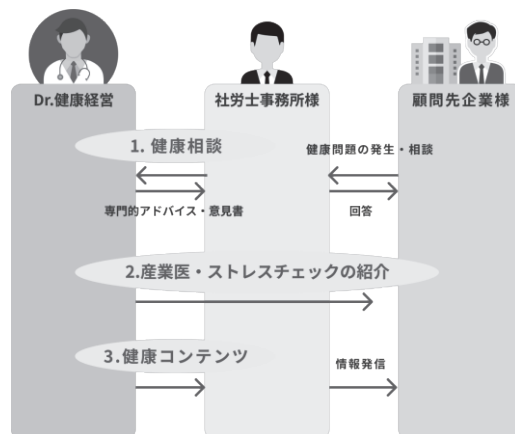 Dr.健康経営
社労士事務所様
顧問先企業様
1. 健康相談
健康問題の発生・相談
専門的アドバイス・意見書
回答
2.産業医・ストレスチェックの紹介
3.健康コンテンツ
情報発信